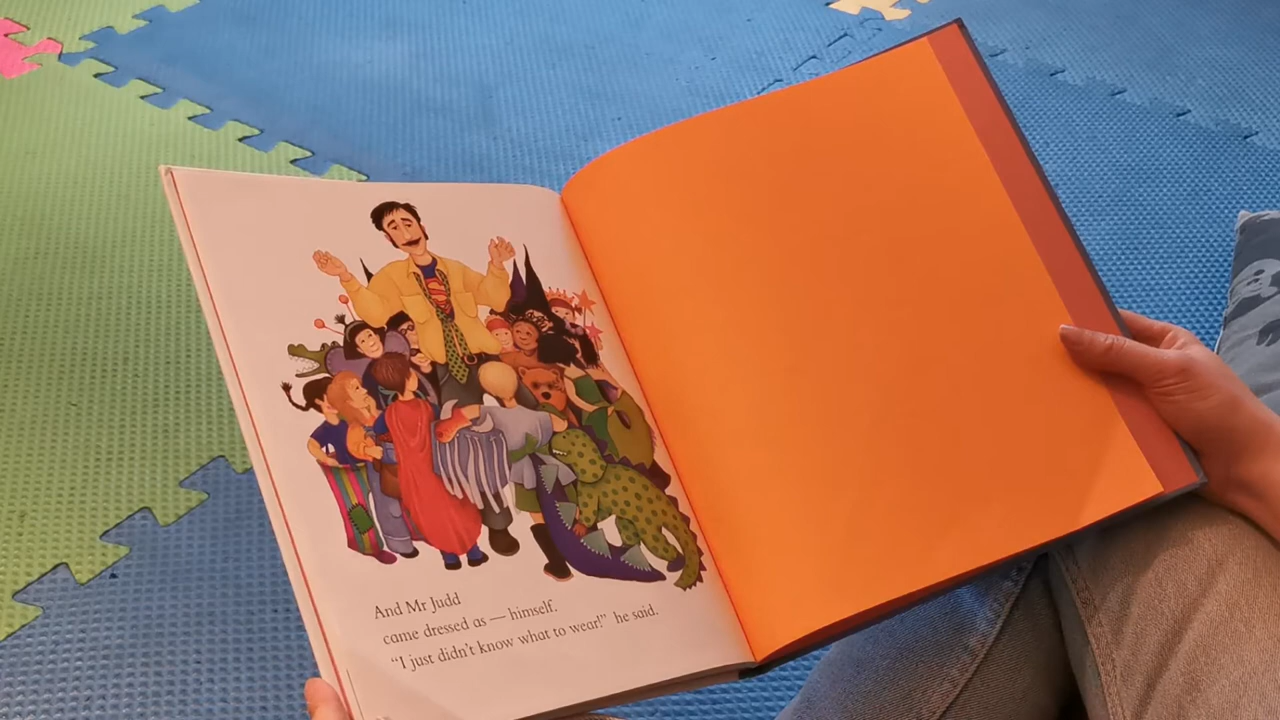 And Mr Judd
came dressed as — himself.
“I just didn’t know what to wear!” he said.